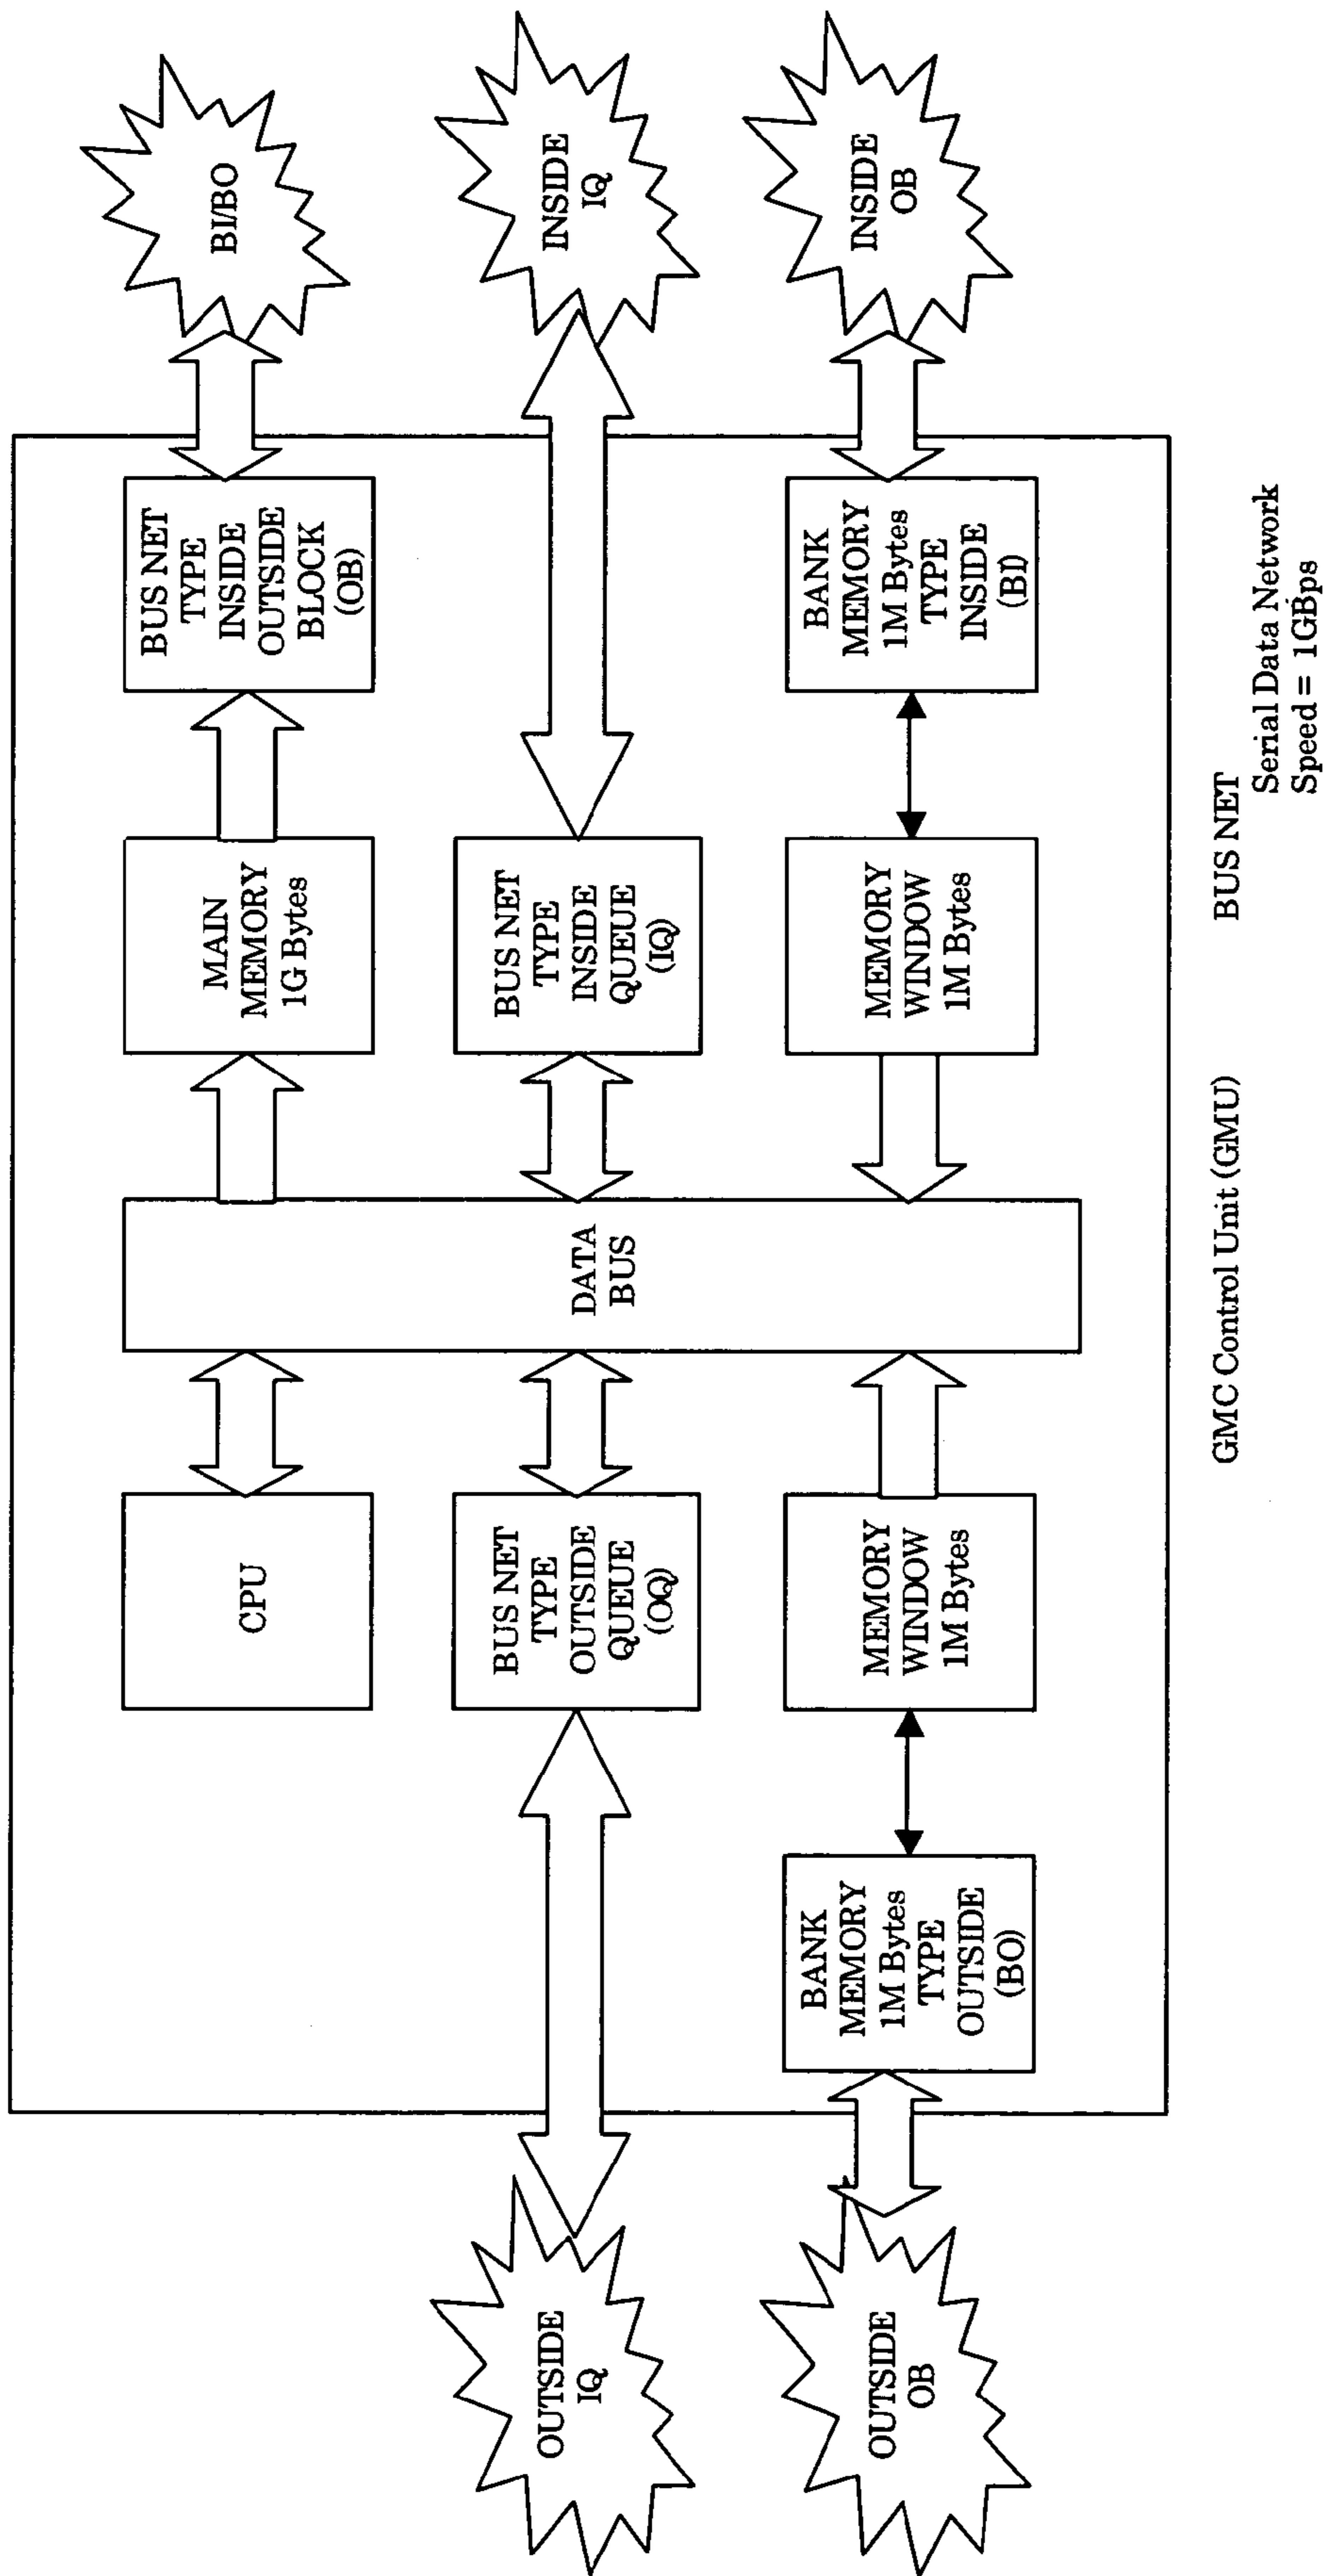 BI/BO
BUS NET
TYPE
INSIDE
OUTSIDE
BLOCK
(OB)
MAIN
MEMORY
1G Bytes
CPU
INSIDE
IQ
BUS NET
TYPE
INSIDE
QUEUE
(IQ)
DATA
BUS
BUS NET
TYPE
OUTSIDE
QUEUE
(OQ)
OUTSIDE
IQ
INSIDE
OB
BANK
MEMORY
1M Bytes
TYPE
INSIDE
(BI)
MEMORY
WINDOW
1M Bytes
MEMORY
WINDOW
1M Bytes
BANK
MEMORY
1M Bytes
TYPE
OUTSIDE
(BO)
OUTSIDE
OB
GMC Control Unit (GMU)
BUS NET
Serial Data Network
Speed = 1GBps